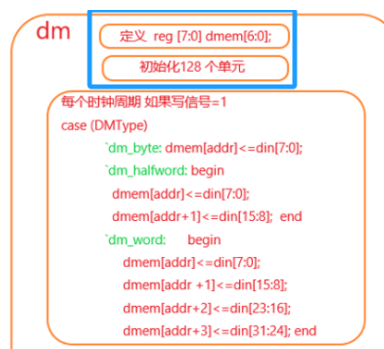 dm
定义 reg [7:0] dmem[6:0];
初始化128 个单元
每个时钟周期 如果写信号=1
case (DMType)
`dm_byte: dmem[addr]<=din[7:0];
`dm_halfword: begin
dmem[addr]<=din[7:0];
dmem[addr+1]<=din[15:8]; end
`dm_word: begin
dmem[addr]<=din[7:0];
dmem[addr +1]<=din[15:8];
dmem[addr+2]<=din[23:16];
dmem[addr+3]<=din[31:24]; end